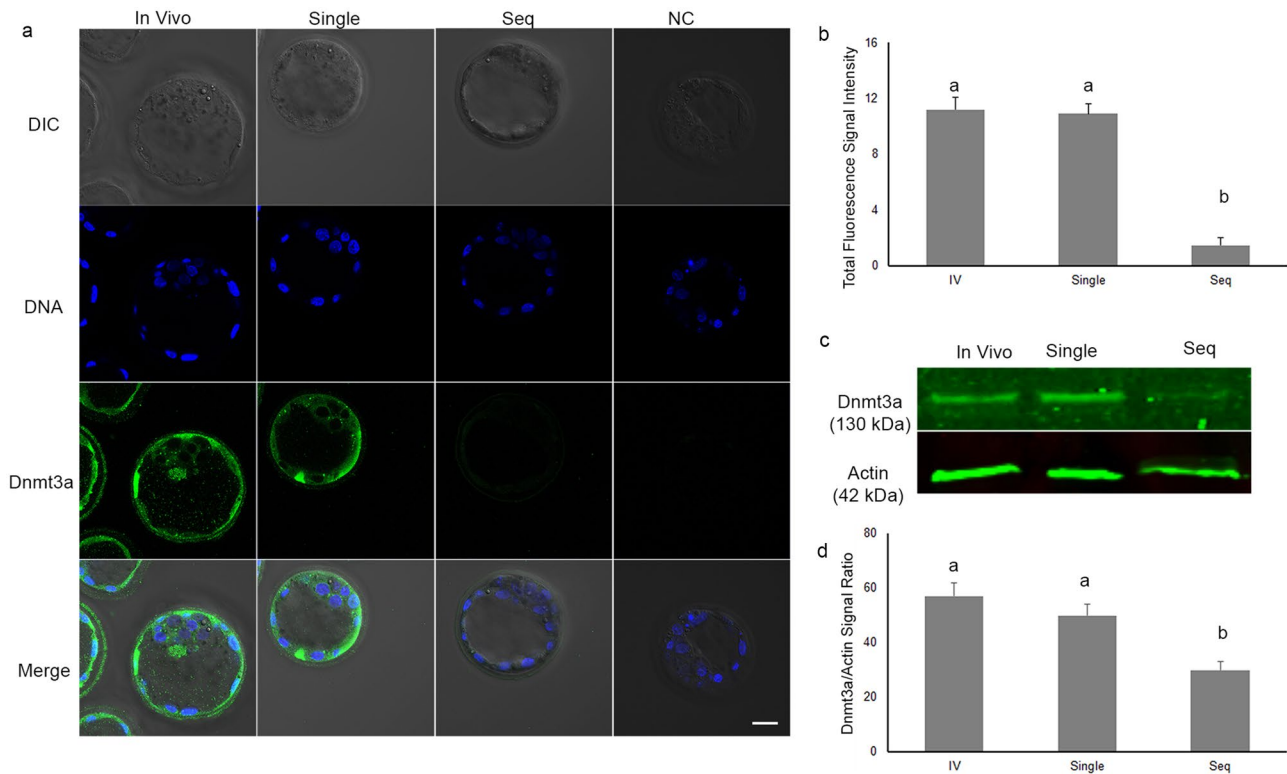 a
In Vivo Single Seq NC
DIC
DNA
Dnmt3a
Merge
b
Total Fluorescence Signal Intensity
16
12
8
4
0
a
a
b
IV Single Seq
c
In Vivo Single Seq
Dnmt3a
(130 kDa)
Actin
(42 kDa)
d
Dnmt3a/Actin Signal Ratio
80
60
40
20
0
a
a
b
IV Single Seq